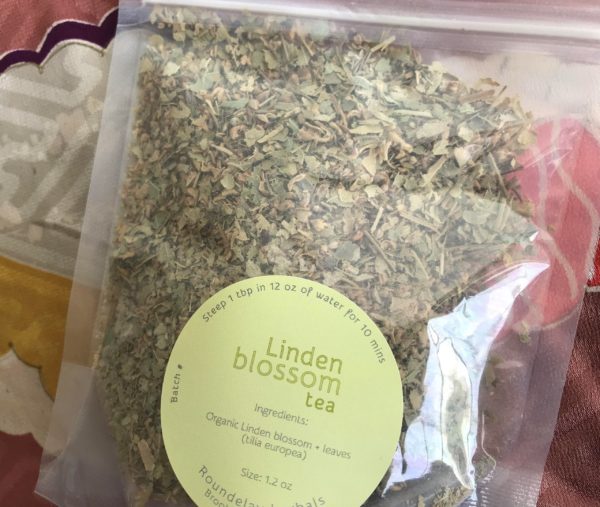 Steep 1 tbp in 12 oz of water for 10 mins
Batch #
Linden
blossom
tea
Ingredients:
Organic Linden blossom + leaves
(tilia europea)
Size: 1.2 oz